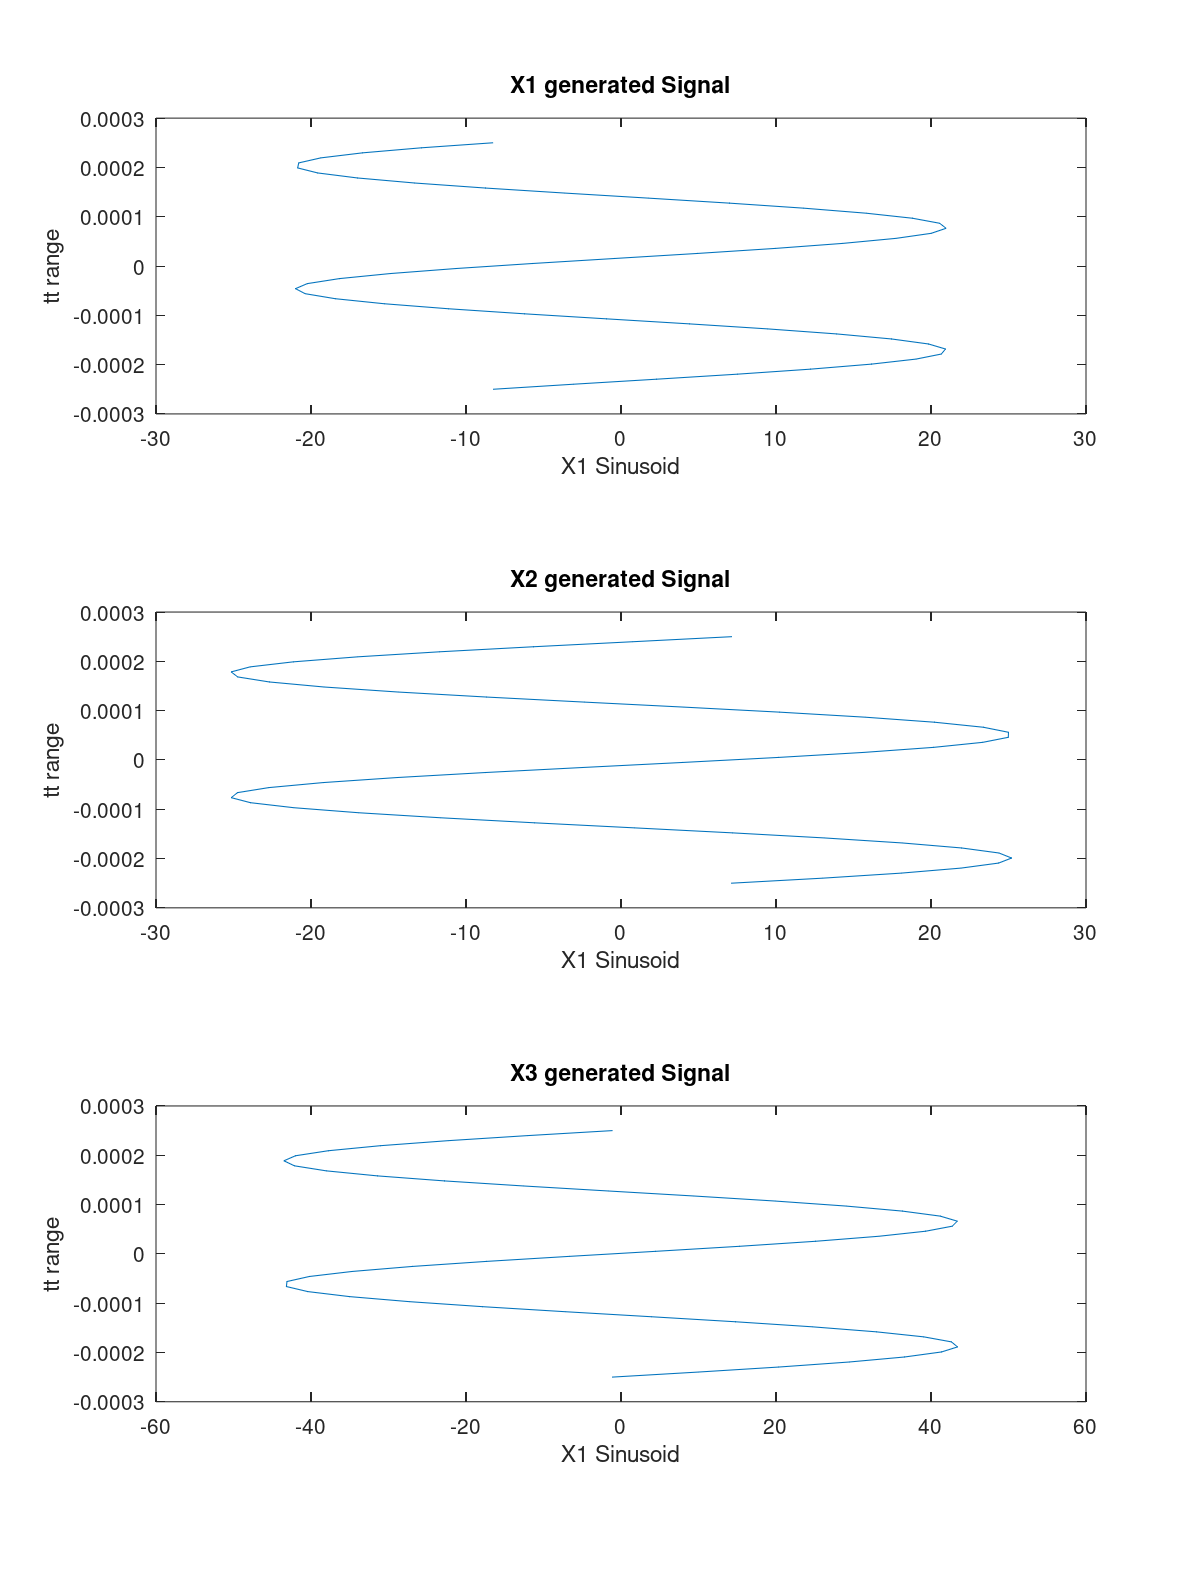 X1 generated Signal
0.0003
0.0002
0.0001
0
-0.0001
-0.0002
-0.0003
tt range
-30 -20 -10 0 10 20 30
X1 Sinusoid
X2 generated Signal
0.0003
0.0002
0.0001
0
-0.0001
-0.0002
-0.0003
tt range
-30 -20 -10 0 10 20 30
X1 Sinusoid
X3 generated Signal
0.0003
0.0002
0.0001
0
-0.0001
-0.0002
-0.0003
tt range
-60 -40 -20 0 20 40 60
X1 Sinusoid